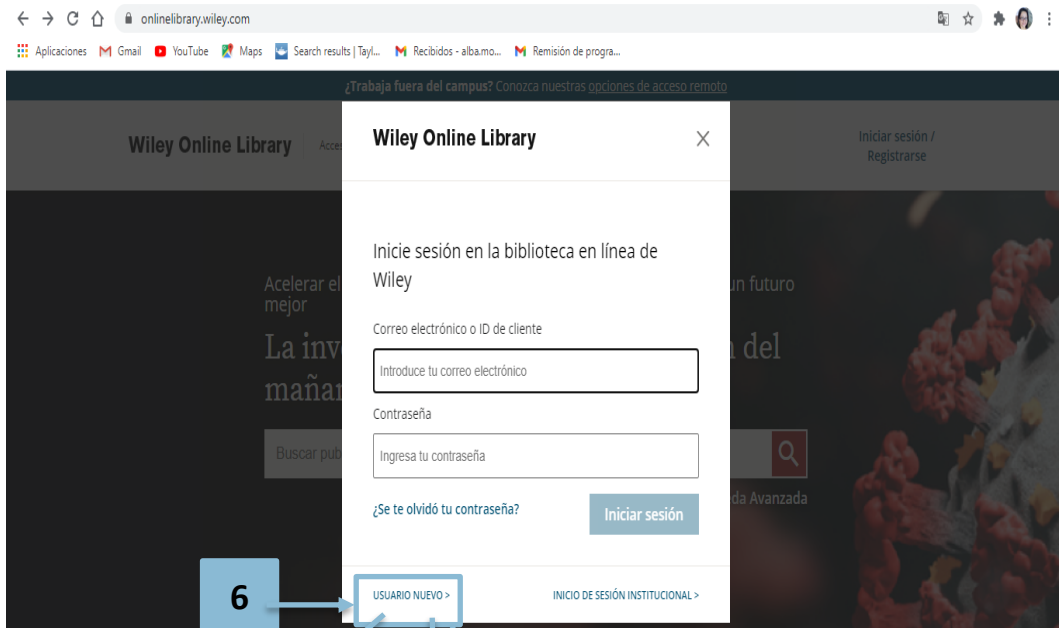 onlinelibrary.wiley.com
Aplicaciones Gmail YouTube Maps Search results | Tayl... Recibidos - alba.mo... Remisión de progra...
¿Trabaja fuera del campus? Conozca nuestras opciones de acceso remoto
Wiley Online Library Acce
Wiley Online Library X
Iniciar sesión /
Registrarse
Inicie sesión en la biblioteca en línea de
Wiley
Acelerar el
mejor
un futuro
La inv
mañan
del
Correo electrónico o ID de cliente
Introduce tu correo electrónico
Contraseña
Buscar pub
Ingresa tu contraseña
da Avanzada
¿Se te olvidó tu contraseña?
Iniciar sesión
6
USUARIO NUEVO >
INICIO DE SESIÓN INSTITUCIONAL >